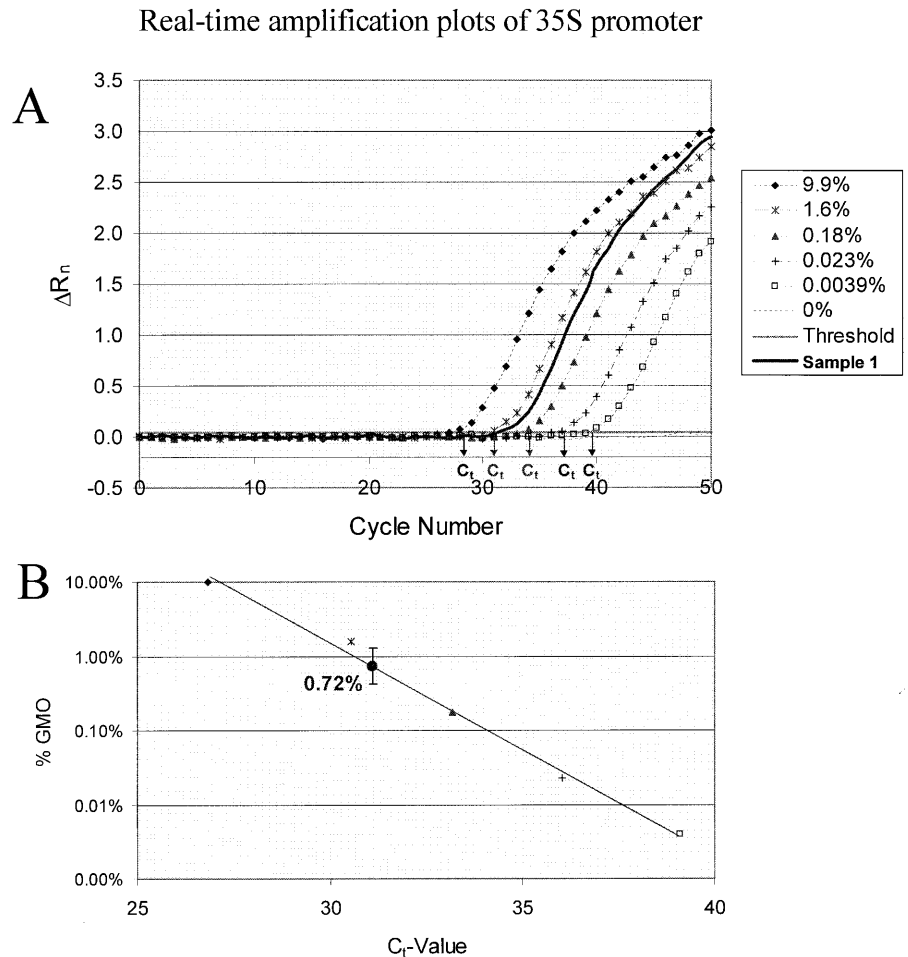 Real-time amplification plots of 35S promoter
A
3.5
3.0
2.5
2.0
1.5
1.0
0.5
0.0
-0.5
ΔRn
0 10 20 30 40 50
Ct Ct Ct Ct Ct
Cycle Number
9.9%
1.6%
0.18%
0.023%
0.0039%
0%
Threshold
Sample 1
B
10.00%
1.00%
0.10%
0.01%
0.00%
% GMO
0.72%
25 30 35 40
Ct-Value